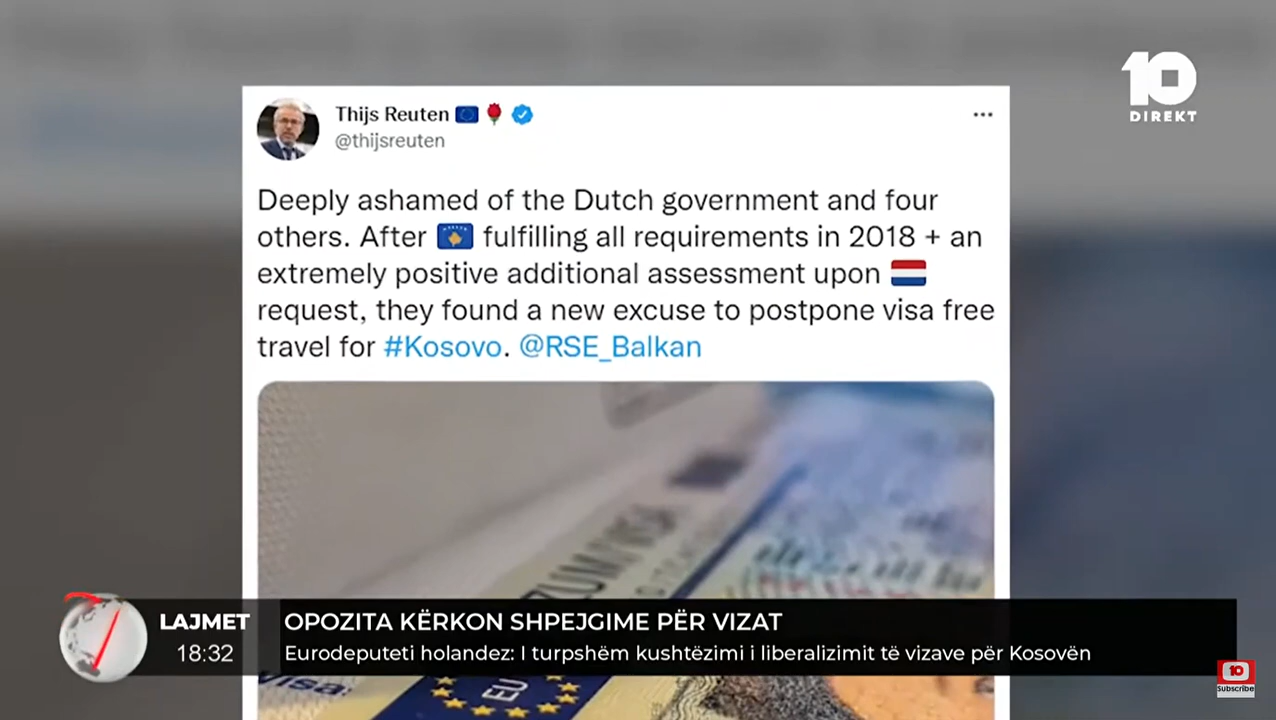 10
DIREKT
Thijs Reuten 🇪🇺 🌹
@thijsreuten
Deeply ashamed of the Dutch government and four
others. After 🇽🇰 fulfilling all requirements in 2018 + an
extremely positive additional assessment upon 🇳🇱
request, they found a new excuse to postpone visa free
travel for #Kosovo. @RSE_Balkan
EU
LAJMET
18:32
OPOZITA KËRKON SHPEJGIME PËR VIZAT
Eurodeputeti holandez: I turpshëm kushtëzimi i liberalizimit të vizave për Kosovën
10
Subscribe